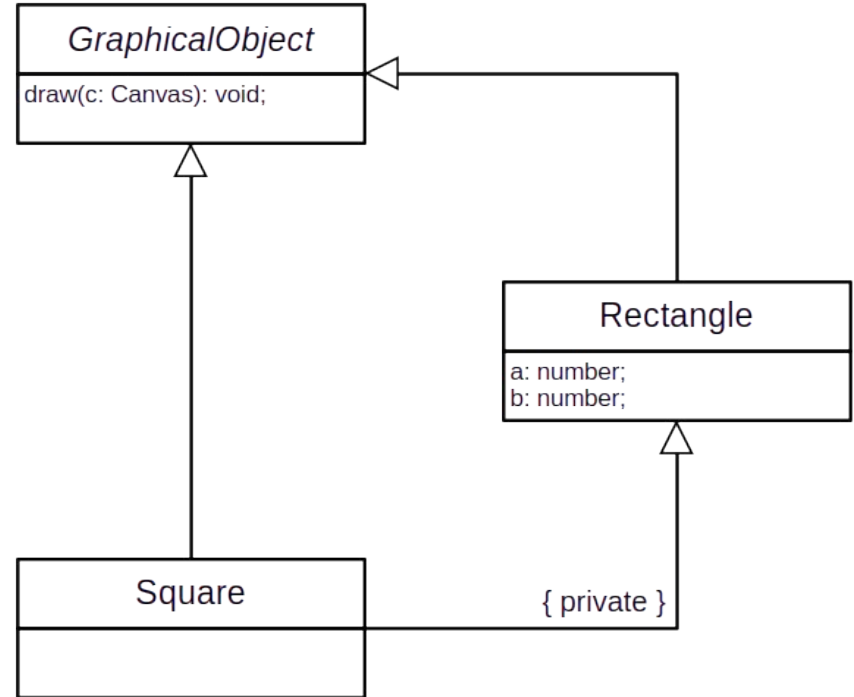 GraphicalObject
draw(c: Canvas): void;
Rectangle
a: number;
b: number;
Square
{ private }